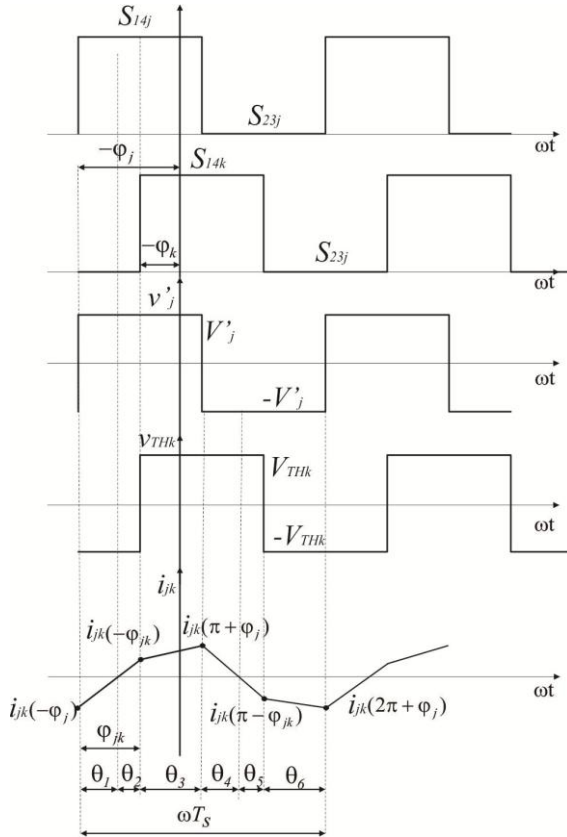 S14j
S23j
ωt
−φj
S14k
−φk
S23j
ωt
v'j
V'j
-V'j
ωt
vTHk
VTHk
-VTHk
ωt
ijk
ijk(−φjk)
ijk(π+φj)
ωt
ijk(−φj)
ijk(π−φjk)
ijk(2π+φj)
φjk
θ1 θ2 θ3 θ4 θ5 θ6
ωTs